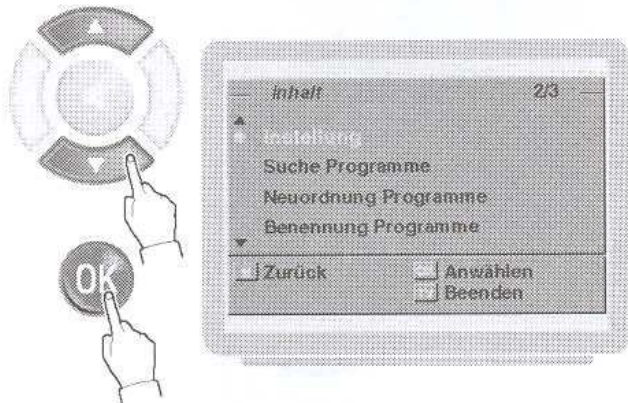 OK
Inhalt 2/3
Suche Programme
Neuordnung Programme
Benennung Programme
Zurück Anwählen
Beenden